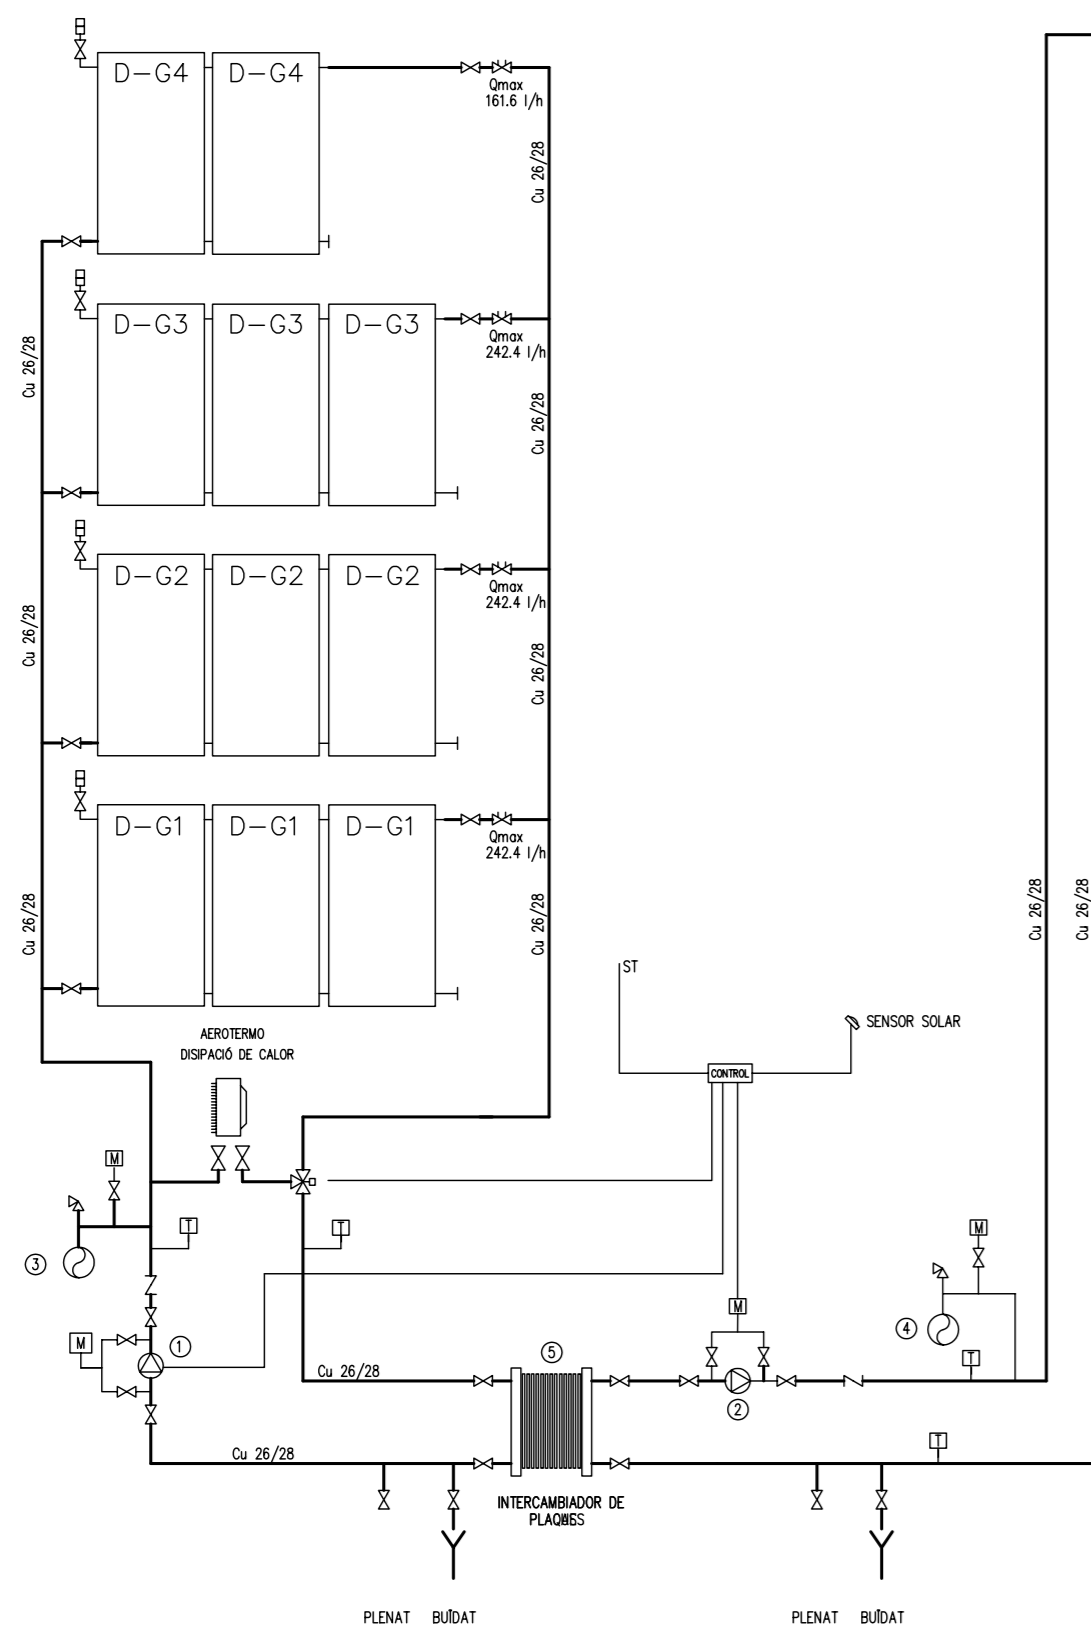 D-G4 D-G4
Qmax
161.6 l/h
Cu 26/28
D-G3 D-G3 D-G3
Qmax
242.4 l/h
Cu 26/28
Cu 26/28
D-G2 D-G2 D-G2
Qmax
242.4 l/h
Cu 26/28
Cu 26/28
D-G1 D-G1 D-G1
Qmax
242.4 l/h
Cu 26/28
Cu 26/28
Cu 26/28
Cu 26/28
ST
SENSOR SOLAR
AEROTERMO
DISIPACIÓ DE CALOR
CONTROL
M
T
T
M
3
M
4
M
1
5
T
2
Cu 26/28
Cu 26/28
T
INTERCAMBIADOR DE
PLENAT BUÏDAT
PLENAT BUÏDAT